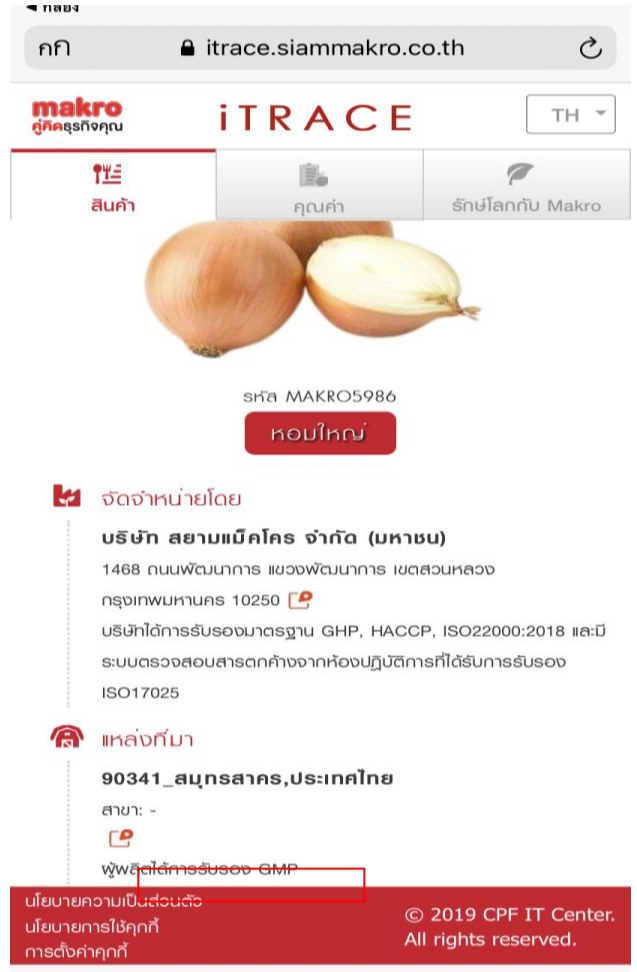 ◀ กล้อง
กก itrace.siammakro.co.th
makro
คู่คิดธุรกิจคุณ
iTRACE
TH
สินค้า
คุณค่า
รักษ์โลกกับ Makro
รหัส MAKRO5986
หอมใหญ่
จัดจำหน่ายโดย
บริษัท สยามแม็คโคร จำกัด (มหาชน)
1468 ถนนพัฒนาการ แขวงพัฒนาการ เขตสวนหลวง
กรุงเทพมหานคร 10250
บริษัทได้การรับรองมาตรฐาน GHP, HACCP, ISO22000:2018 และมี
ระบบตรวจสอบสารตกค้างจากห้องปฏิบัติการที่ได้รับการรับรอง
ISO17025
แหล่งที่มา
90341_สมุทรสาคร,ประเทศไทย
สาขา: -
ผู้ผลิตได้การรับรอง GMP
นโยบายความเป็นส่วนตัว
นโยบายการใช้คุกกี้
การตั้งค่าคุกกี้
© 2019 CPF IT Center.
All rights reserved.